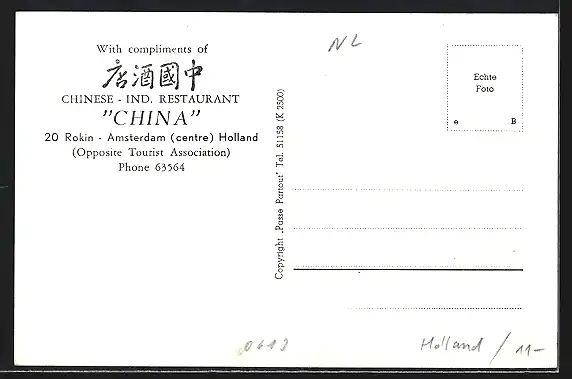 With compliments of
店酒國中
CHINESE - IND. RESTAURANT
"CHINA"
20 Rokin - Amsterdam (centre) Holland
(Opposite Tourist Association)
Phone 63564
Copyright „Passe Partout" Tel. 51138 (K 2500)
NL
Echte
Foto
e B
0613
Holland / 11-